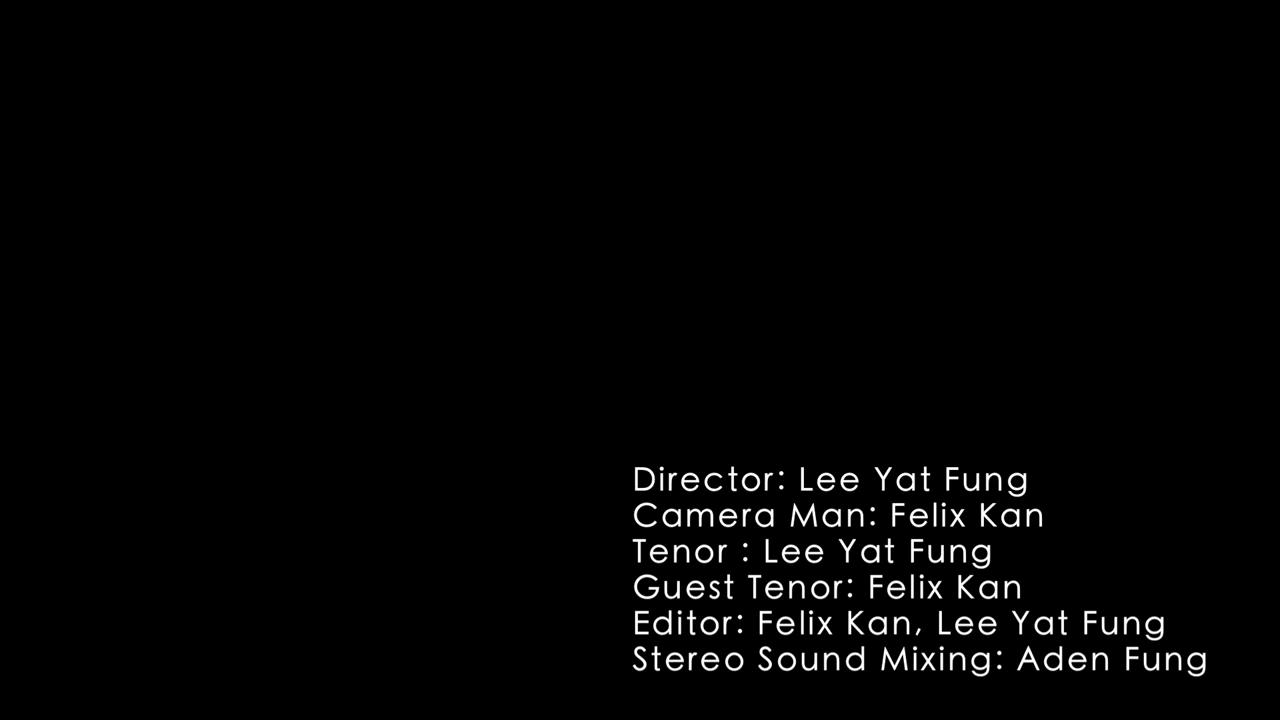 Director: Lee Yat Fung
Camera Man: Felix Kan
Tenor : Lee Yat Fung
Guest Tenor: Felix Kan
Editor: Felix Kan, Lee Yat Fung
Stereo Sound Mixing: Aden Fung